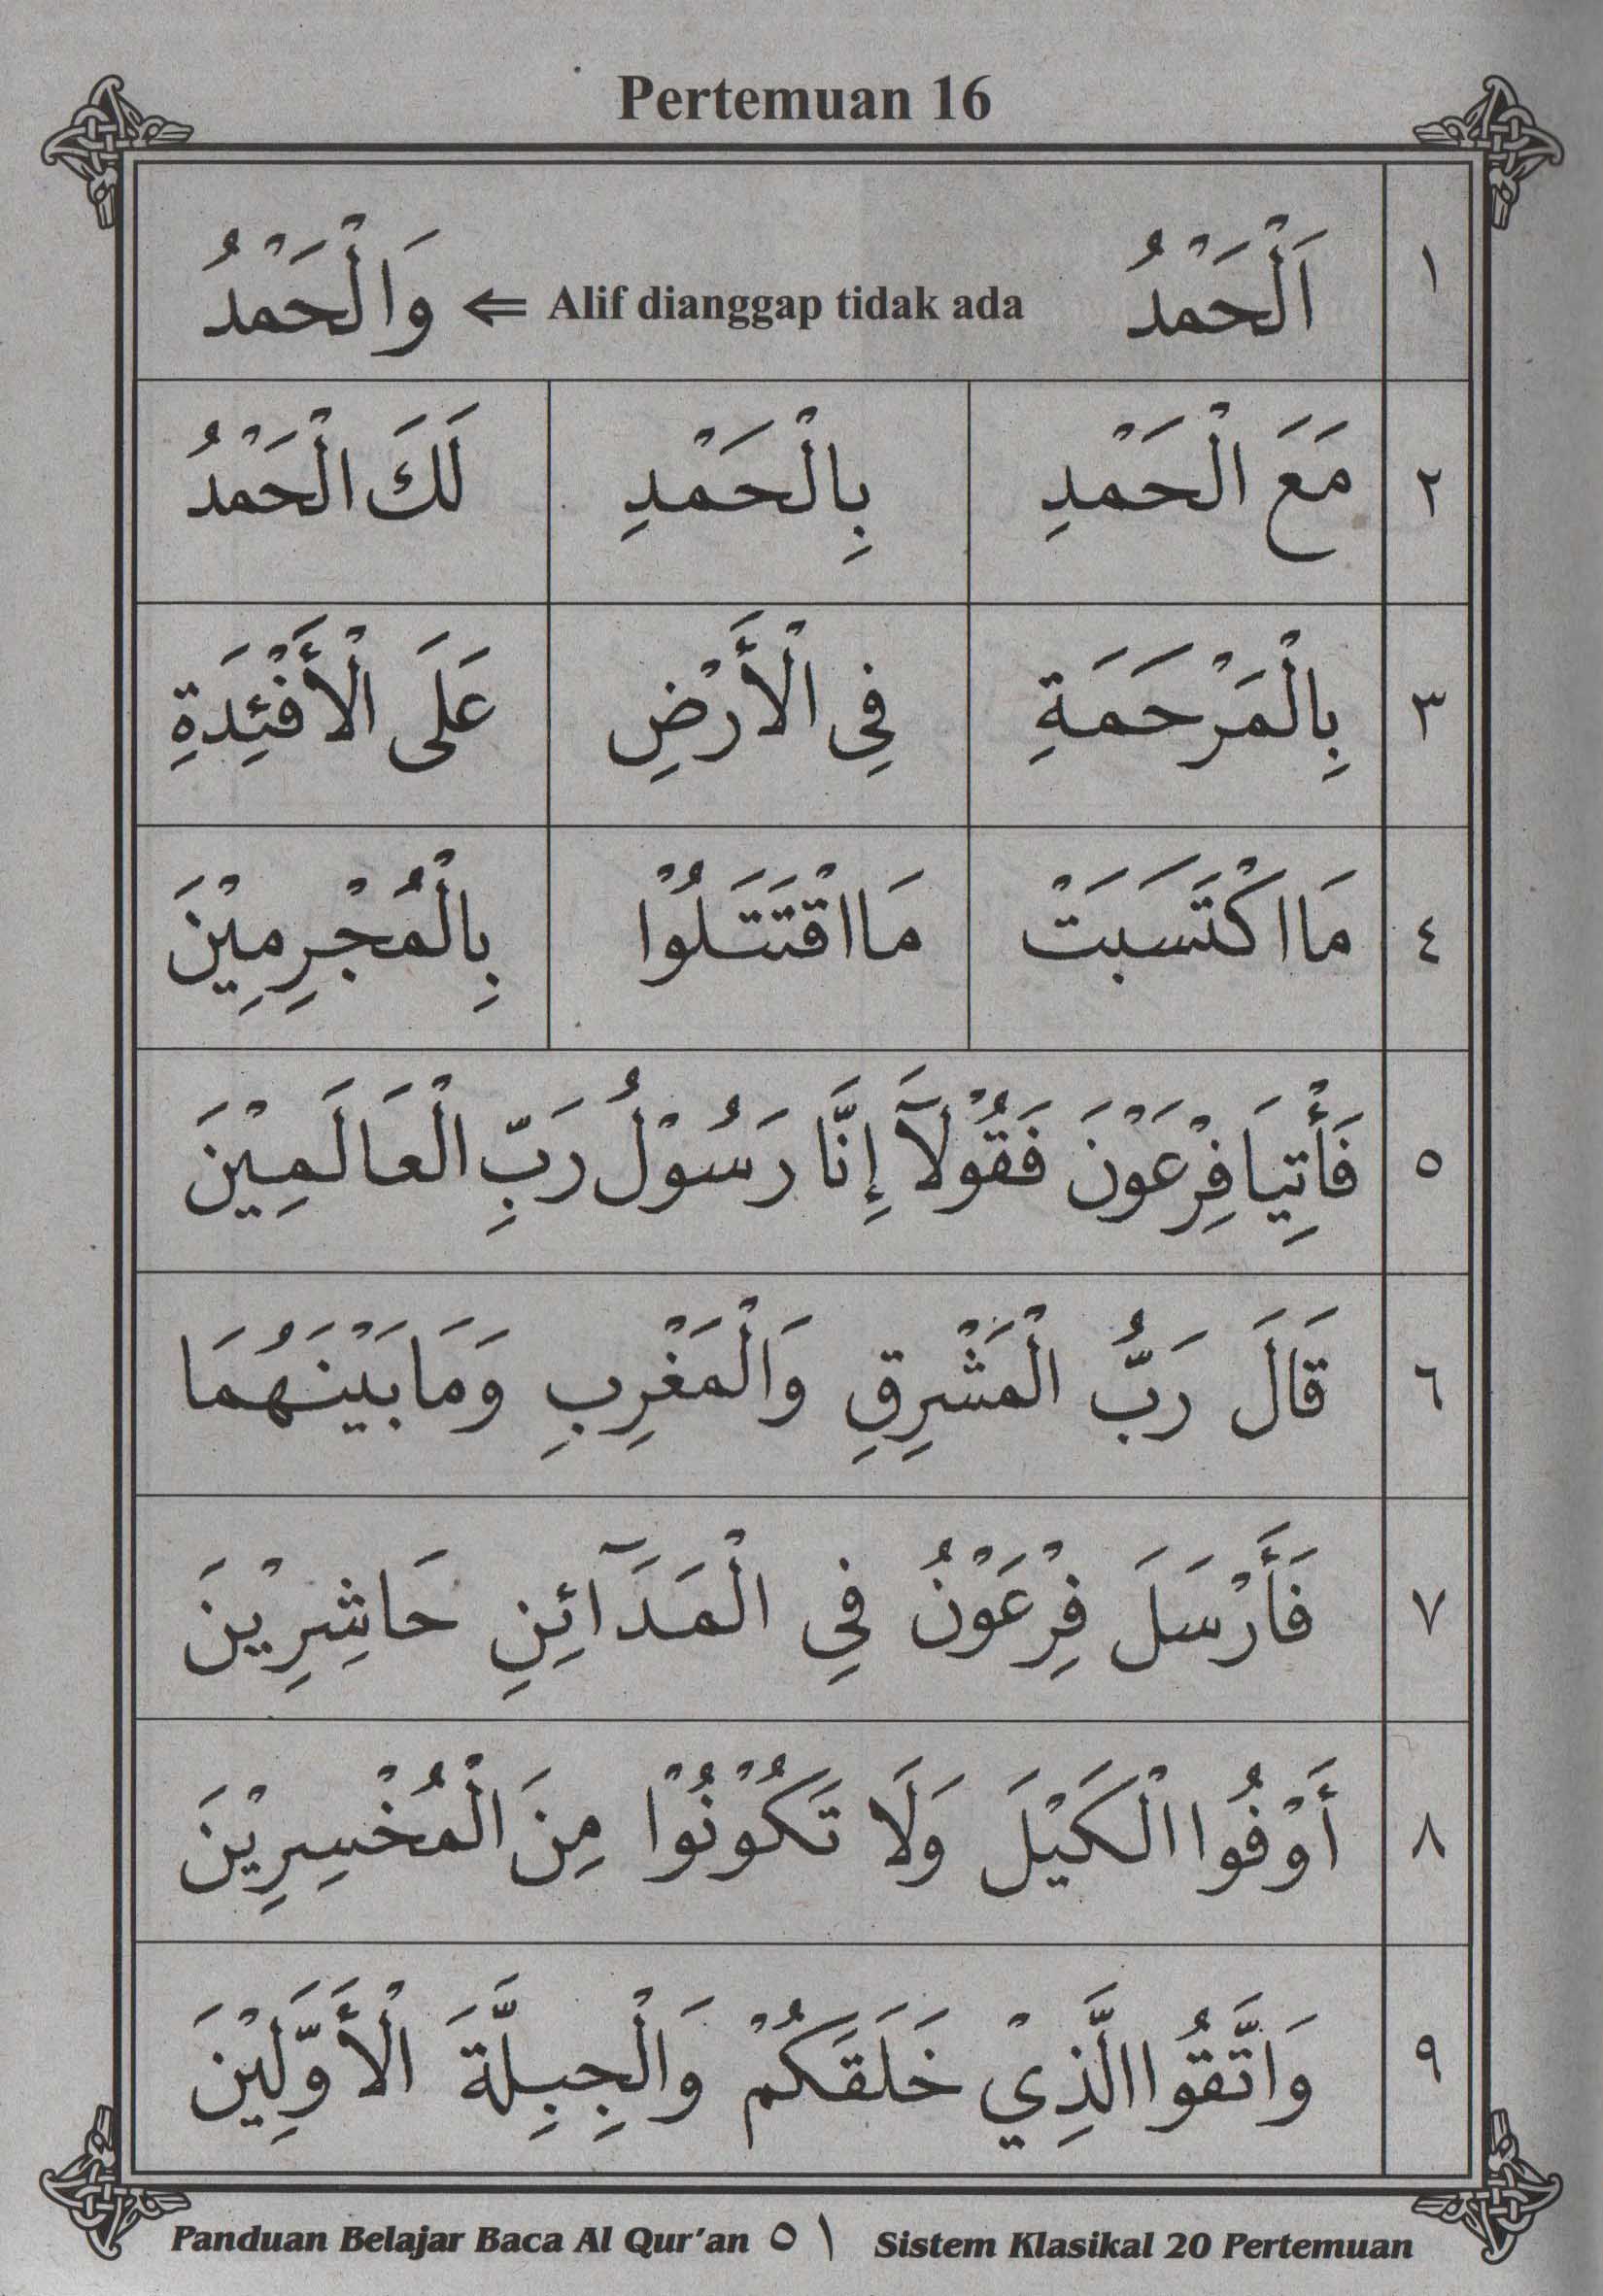 Pertemuan 16
١ اَلْحَمْدُ Alif dianggap tidak ada ⇐ وَالْحَمْدُ
٢ مَعَ الْحَمْدِ بِالْحَمْدِ لَكَ الْحَمْدُ
٣ بِالْمَرْحَمَةِ فِى الْأَرْضِ عَلَى الْأَفْئِدَةِ
٤ مَا اكْتَسَبَتْ مَا اقْتَتَلُوْا بِالْمُجْرِمِيْنَ
٥ فَأْتِيَا فِرْعَوْنَ فَقُوْلَآ إِنَّا رَسُوْلُ رَبِّ الْعَالَمِيْنَ
٦ قَالَ رَبُّ الْمَشْرِقِ وَالْمَغْرِبِ وَمَا بَيْنَهُمَا
٧ فَأَرْسَلَ فِرْعَوْنُ فِي الْمَدَآئِنِ حَاشِرِيْنَ
٨ أَوْفُوا الْكَيْلَ وَلَا تَكُوْنُوْا مِنَ الْمُخْسِرِيْنَ
٩ وَاتَّقُوا الَّذِيْ خَلَقَكُمْ وَالْجِبِلَّةَ الْأَوَّلِيْنَ
Panduan Belajar Baca Al Qur'an ٥١ Sistem Klasikal 20 Pertemuan